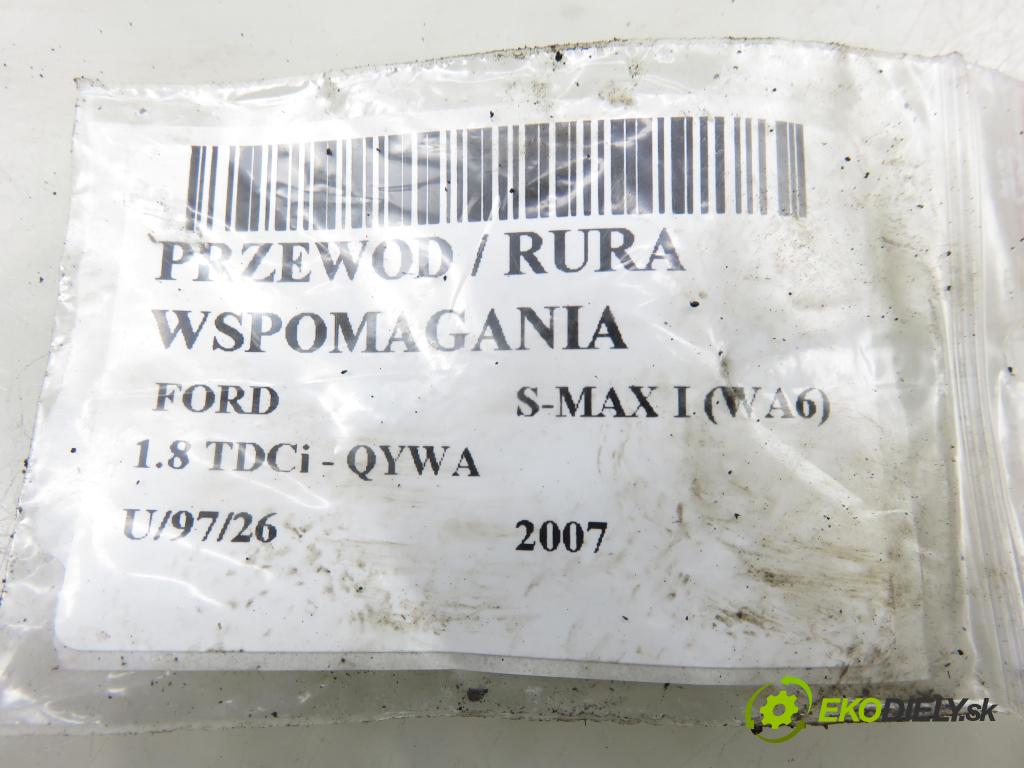 PRZEWOD / RURA
WSPOMAGANIA
FORD S-MAX I (WA6)
1.8 TDCi - QYWA
U/97/26 2007
EKODIELY.sk